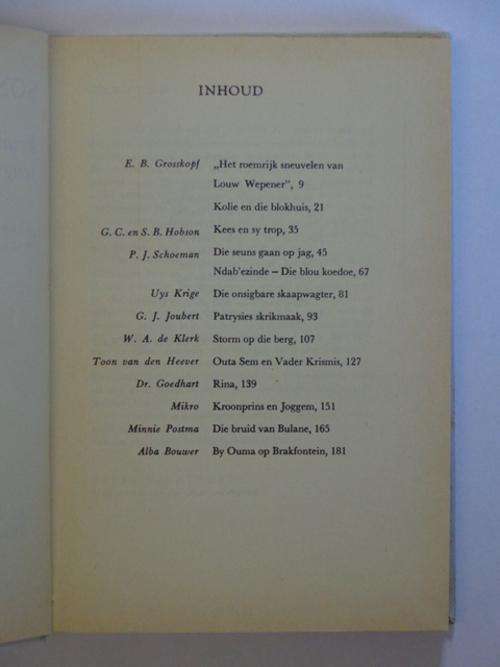 INHOUD
E. B. Grosskopf „Het roemrijk sneuvelen van
Louw Wepener”, 9
Kolie en die blokhuis, 21
G. C. en S. B. Hobson Kees en sy trop, 35
P. J. Schoeman Die seuns gaan op jag, 45
Ndab'ezinde – Die blou koedoe, 67
Uys Krige Die onsigbare skaapwagter, 81
G. J. Joubert Patrysies skrikmaak, 93
W. A. de Klerk Storm op die berg, 107
Toon van den Heever Outa Sem en Vader Krismis, 127
Dr. Goedhart Rina, 139
Mikro Kroonprins en Joggem, 151
Minnie Postma Die bruid van Bulane, 165
Alba Bouwer By Ouma op Brakfontein, 181